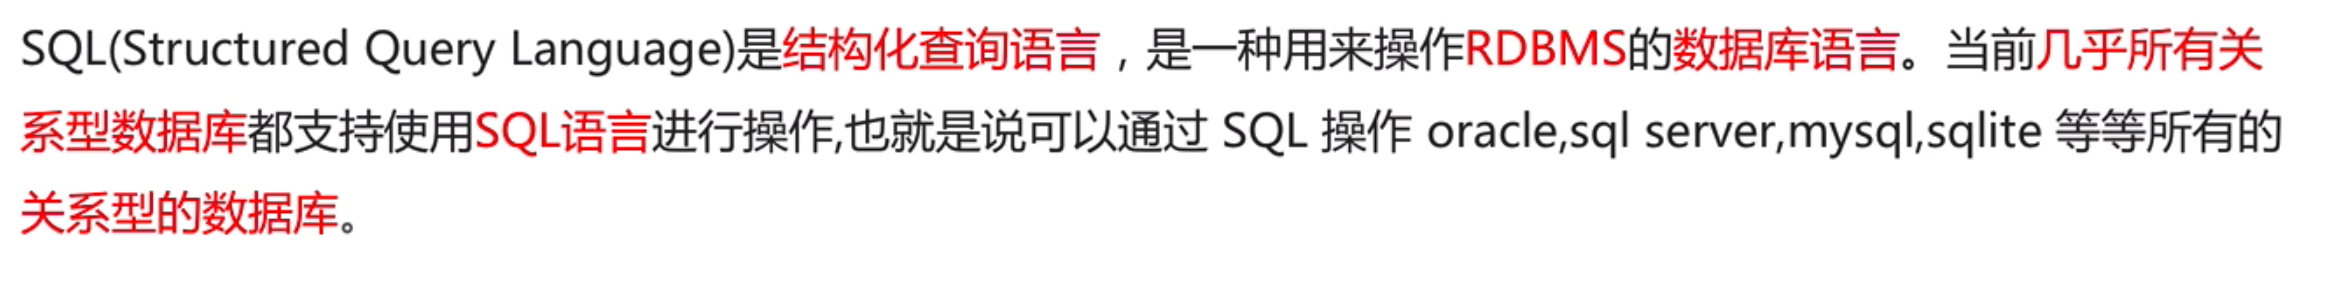 SQL(Structured Query Language)是结构化查询语言，是一种用来操作RDBMS的数据库语言。当前几乎所有关
系型数据库都支持使用SQL语言进行操作,也就是说可以通过 SQL 操作 oracle,sql server,mysql,sqlite 等等所有的
关系型的数据库。